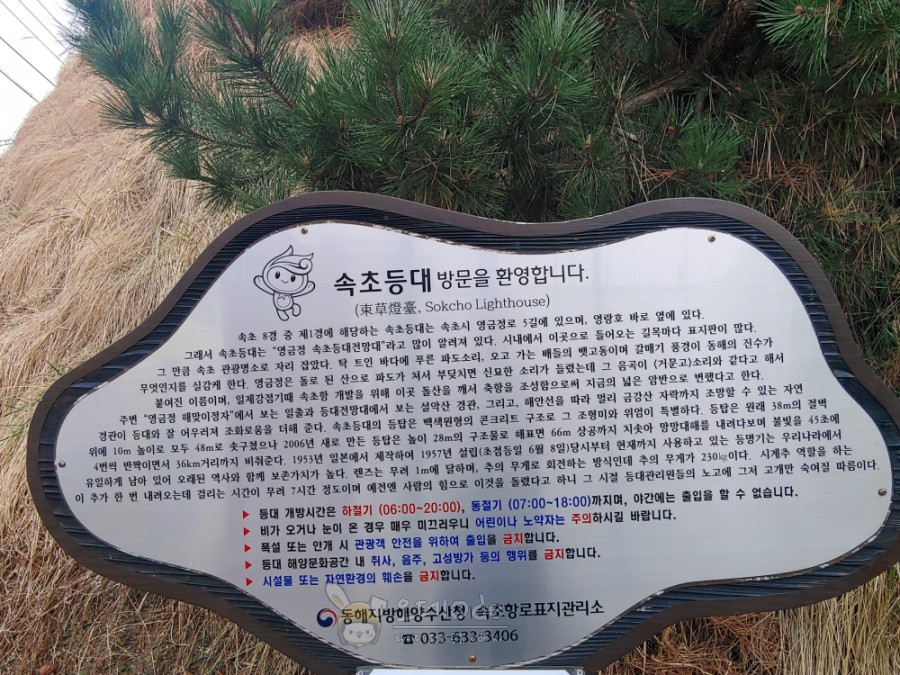 속초등대 방문을 환영합니다.
(束草燈臺, Sokcho Lighthouse)
속초 8경 중 제1경에 해당하는 속초등대는 속초시 영금정로 5길에 있으며, 영랑호 바로 옆에 있다.
그래서 속초등대는 "영금정 속초등대전망대"라고 많이 알려져 있다. 시내에서 이곳으로 들어오는 길목마다 표지판이 많다.
그 만큼 속초 관광명소로 자리 잡았다. 탁 트인 바다에 푸른 파도소리, 오고 가는 배들의 뱃고동이며 갈매기 풍경이 동해의 진수가
무엇인지를 실감케 한다. 영금정은 돌로 된 산으로 파도가 쳐서 부딪치면 신묘한 소리가 들렸는데 그 음곡이 <거문고>소리와 같다고 해서
붙여진 이름이며, 일제강점기때 속초항 개발을 위해 이곳 돌산을 깨서 축항을 조성함으로써 지금의 넓은 암반으로 변했다고 한다.
주변 "영금정 해맞이정자"에서 보는 일출과 등대전망대에서 보는 설악산 경관, 그리고, 해안선을 따라 멀리 금강산 자락까지 조망할 수 있는 자연
경관이 등대와 잘 어우러져 조화로움을 더해 준다. 속초등대의 등탑은 백색원형의 콘크리트 구조로 그 조형미와 위엄이 특별하다. 등탑은 원래 38m의 절벽
위에 10m 높이로 모두 48m로 솟구쳤으나 2006년 새로 만든 등탑은 높이 28m의 구조물로 해표면 66m 상공까지 치솟아 망망대해를 내려다보며 불빛을 45초에
4번씩 반짝이면서 36km거리까지 비춰준다. 1953년 일본에서 제작하여 1957년 설립(초점등일 6월 8일)당시부터 현재까지 사용하고 있는 등명기는 우리나라에서
유일하게 남아 있어 오래된 역사와 함께 보존가치가 높다. 렌즈는 무려 1m에 달하며, 추의 무게로 회전하는 방식인데 추의 무게가 230kg이다. 시계추 역할을 하는
이 추가 한 번 내려오는데 걸리는 시간이 무려 7시간 정도이며 예전엔 사람의 힘으로 이것을 돌렸다고 하니 그 시절 등대관리원들의 노고에 그저 고개만 숙여질 따름이다.
▶ 등대 개방시간은 하절기 (06:00~20:00), 동절기 (07:00~18:00)까지며, 야간에는 출입을 할 수 없습니다.
▶ 비가 오거나 눈이 온 경우 매우 미끄러우니 어린이나 노약자는 주의하시길 바랍니다.
▶ 폭설 또는 안개 시 관광객 안전을 위하여 출입을 금지합니다.
▶ 등대 해양문화공간 내 취사, 음주, 고성방가 등의 행위를 금지합니다.
▶ 시설물 또는 자연환경의 훼손을 금지합니다.
동해지방해양수산청 속초항로표지관리소
☎ 033-633-3406